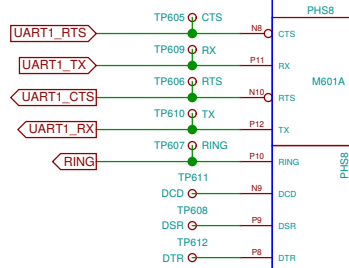 PHS8
TP605 CTS
UART1_RTS N8 CTS
TP609 RX
UART1_TX P11 RX
TP606 RTS M601A
UART1_CTS N10 RTS
TP610 TX
UART1_RX P12 TX
TP607 RING
RING P10 RING
PHS8
TP611
DCD N9 DCD
TP608
DSR P9 DSR
TP612
DTR P8 DTR